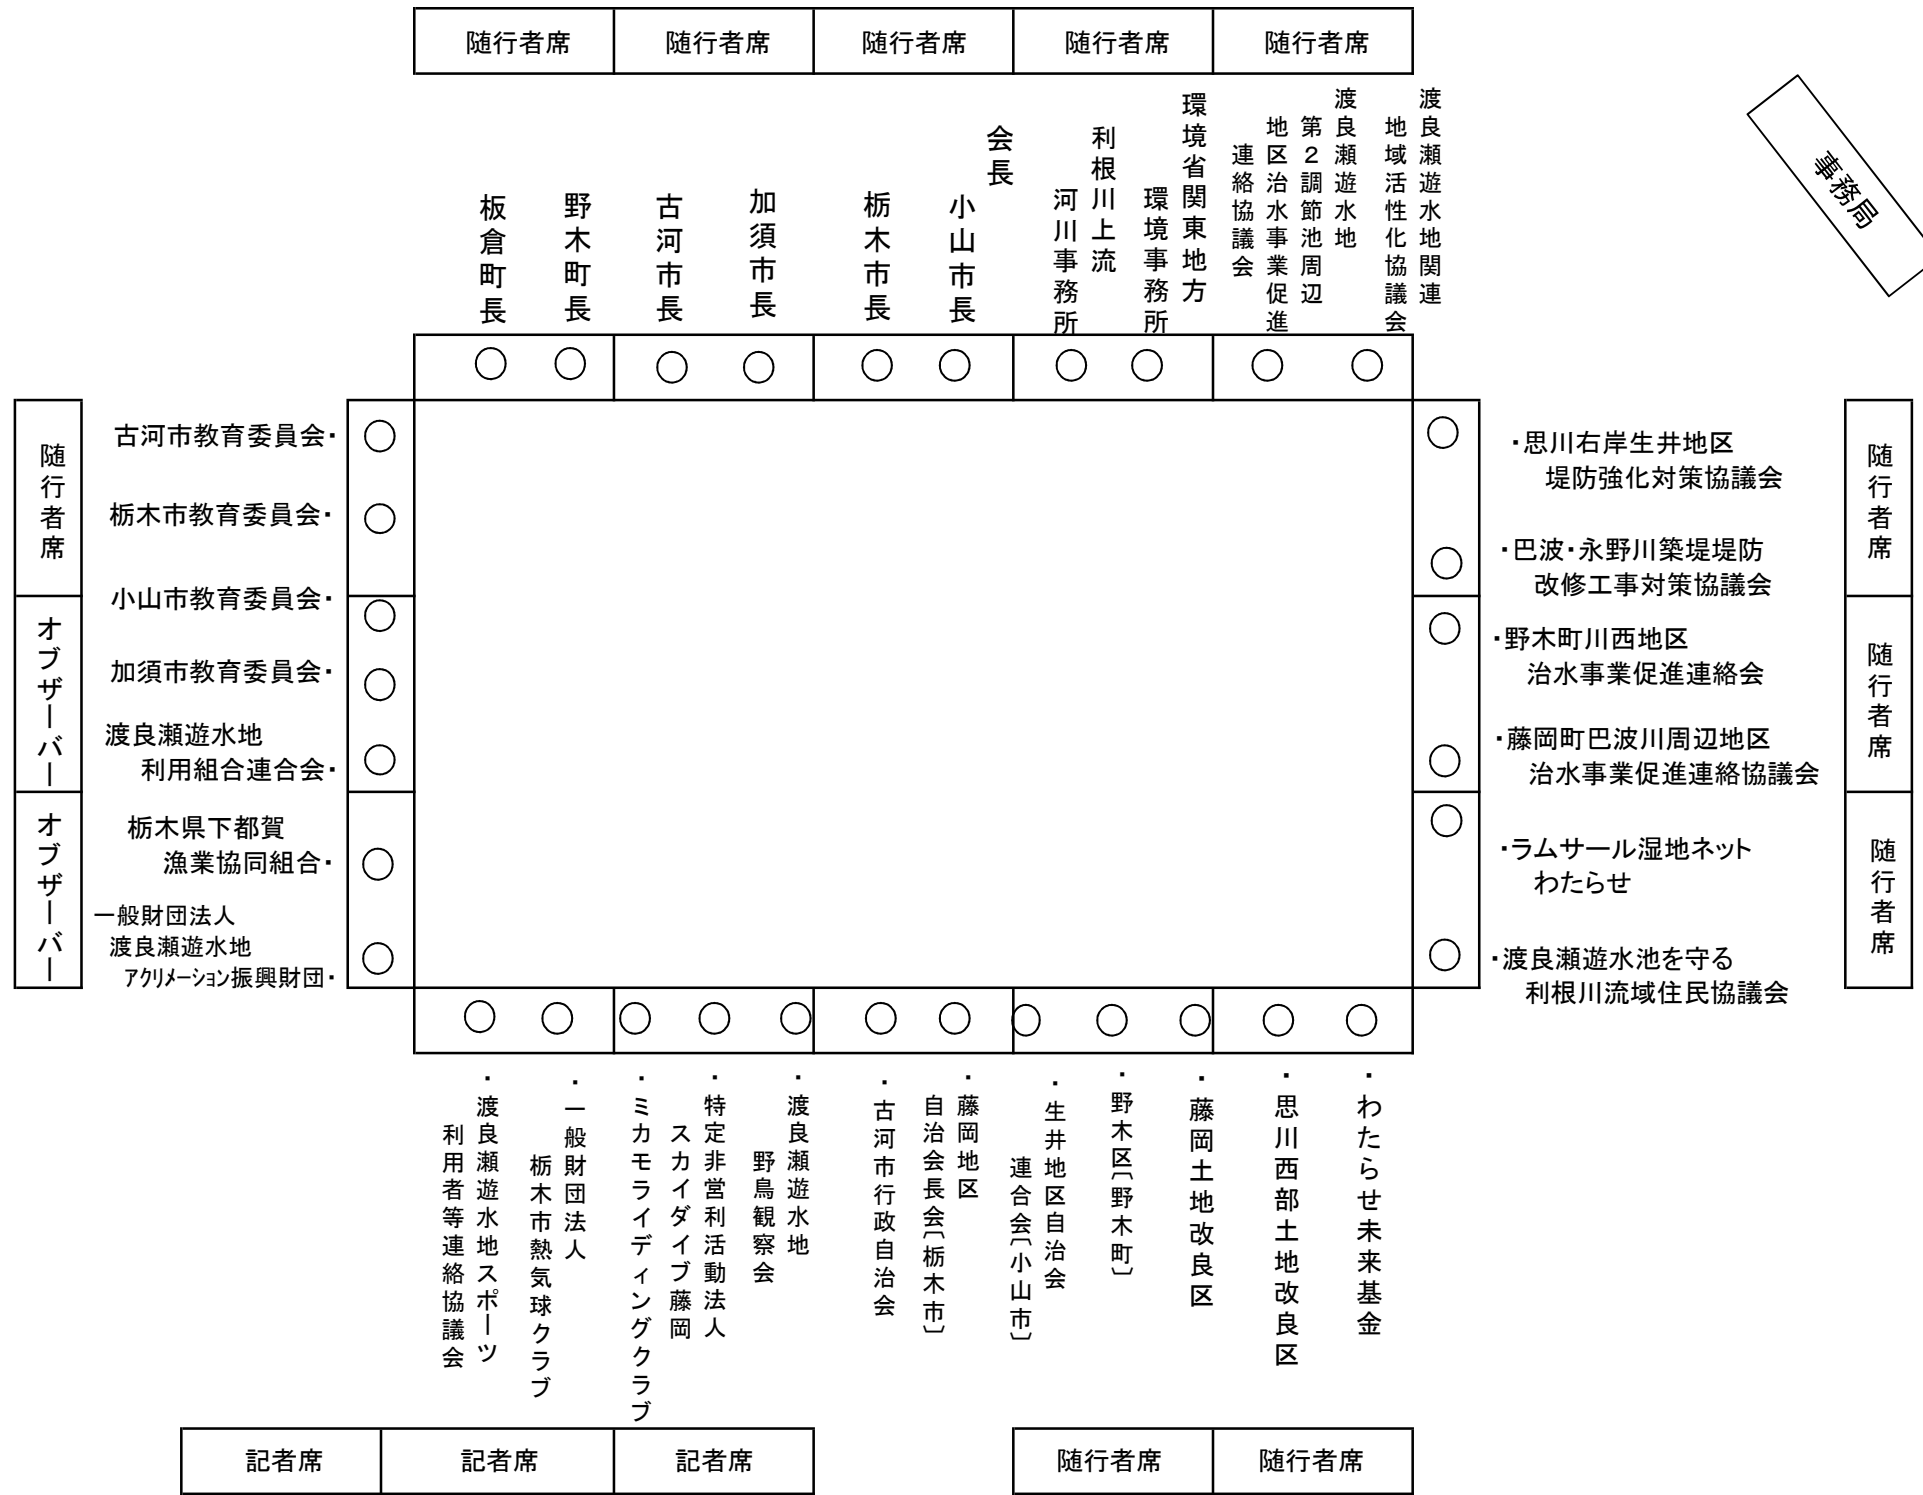 随行者席
随行者席
随行者席
随行者席
随行者席
事務局
渡良瀬遊水地関連
地域活性化協議会
渡良瀬遊水地
第2調節池周辺
地区治水事業促進
連絡協議会
環境省関東地方
環境事務所
利根川上流
河川事務所
会長
小山市長
栃木市長
加須市長
古河市長
野木町長
板倉町長
随行者席
オブザーバー
オブザーバー
古河市教育委員会・
栃木市教育委員会・
小山市教育委員会・
加須市教育委員会・
渡良瀬遊水地
利用組合連合会・
栃木県下都賀
漁業協同組合・
一般財団法人
渡良瀬遊水地
アクリメーション振興財団・
・思川右岸生井地区
堤防強化対策協議会
・巴波・永野川築堤堤防
改修工事対策協議会
・野木町川西地区
治水事業促進連絡会
・藤岡町巴波川周辺地区
治水事業促進連絡協議会
・ラムサール湿地ネット
わたらせ
・渡良瀬遊水池を守る
利根川流域住民協議会
随行者席
随行者席
随行者席
・わたらせ未来基金
・思川西部土地改良区
・藤岡土地改良区
・野木区〔野木町〕
・生井地区自治会
連合会〔小山市〕
・藤岡地区
自治会長会〔栃木市〕
・古河市行政自治会
・渡良瀬遊水地
野鳥観察会
・特定非営利活動法人
スカイダイブ藤岡
・ミカモライディングクラブ
・一般財団法人
栃木市熱気球クラブ
・渡良瀬遊水地スポーツ
利用者等連絡協議会
記者席
記者席
記者席
随行者席
随行者席